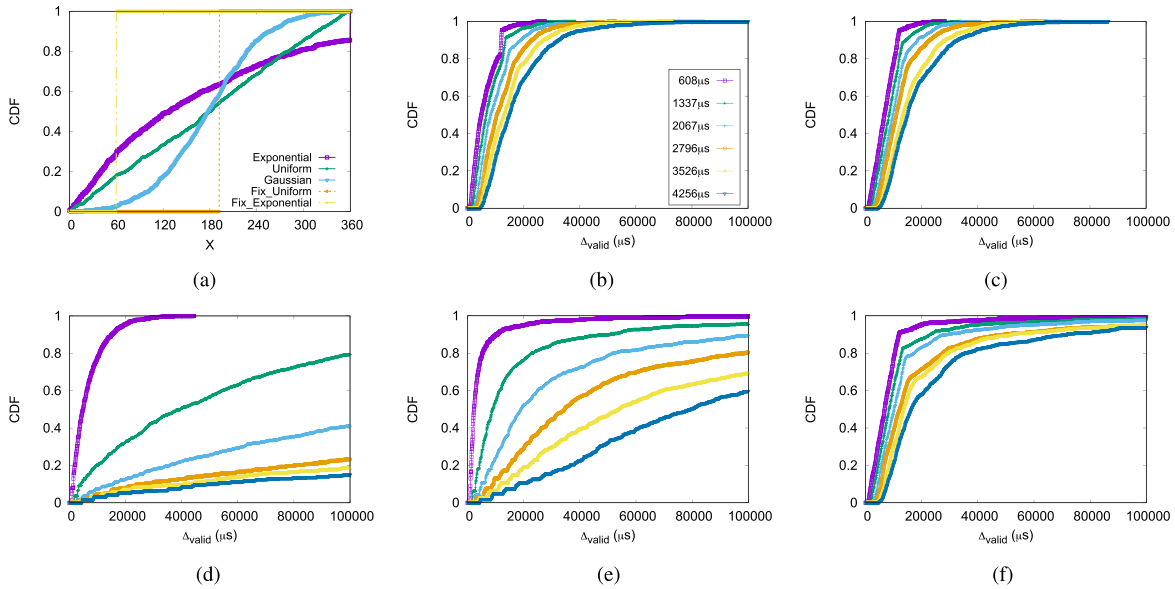 1
0.8
0.6
0.4
0.2
0
CDF
0 60 120 180 240 300 360
X
Exponential
Uniform
Gaussian
Fix_Uniform
Fix_Exponential
(a)
1
0.8
0.6
0.4
0.2
0
CDF
0 20000 40000 60000 80000 100000
Δvalid (μs)
608μs
1337μs
2067μs
2796μs
3526μs
4256μs
(b)
1
0.8
0.6
0.4
0.2
0
CDF
0 20000 40000 60000 80000 100000
Δvalid (μs)
(c)
1
0.8
0.6
0.4
0.2
0
CDF
0 20000 40000 60000 80000 100000
Δvalid (μs)
(d)
1
0.8
0.6
0.4
0.2
0
CDF
0 20000 40000 60000 80000 100000
Δvalid (μs)
(e)
1
0.8
0.6
0.4
0.2
0
CDF
0 20000 40000 60000 80000 100000
Δvalid (μs)
(f)